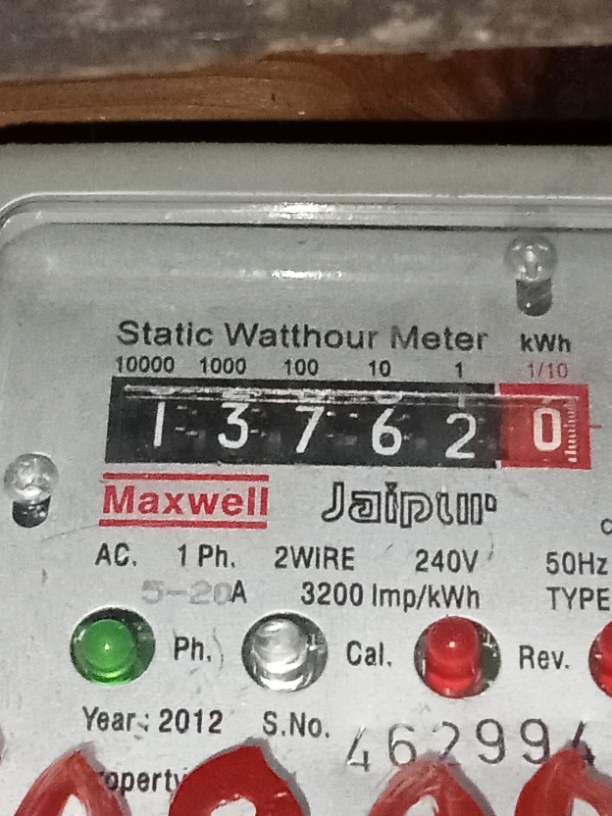 Static Watthour Meter kWh
10000 1000 100 10 1 1/10
1 3 7 6 2 0
Maxwell Jaipur
AC. 1 Ph. 2WIRE 240V 50Hz
5-20A 3200 Imp/kWh TYPE
Ph. Cal. Rev.
Year: 2012 S.No. 462994